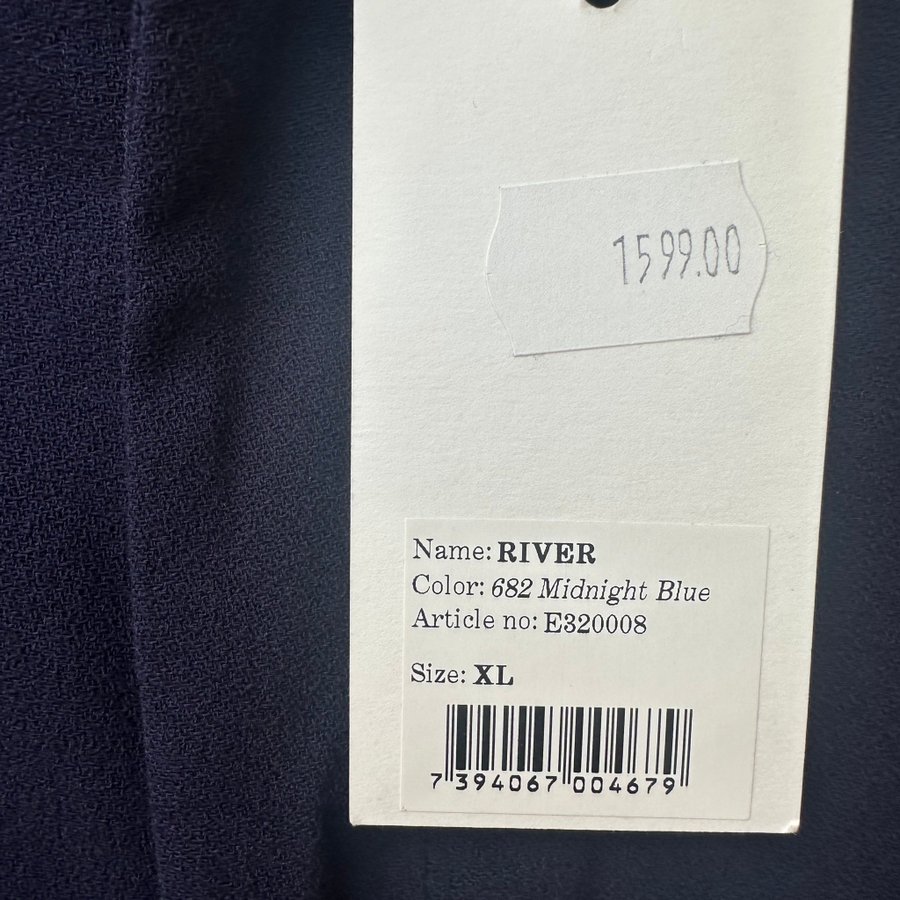 1599.00
Name: RIVER
Color: 682 Midnight Blue
Article no: E320008
Size: XL
7 394067 004679